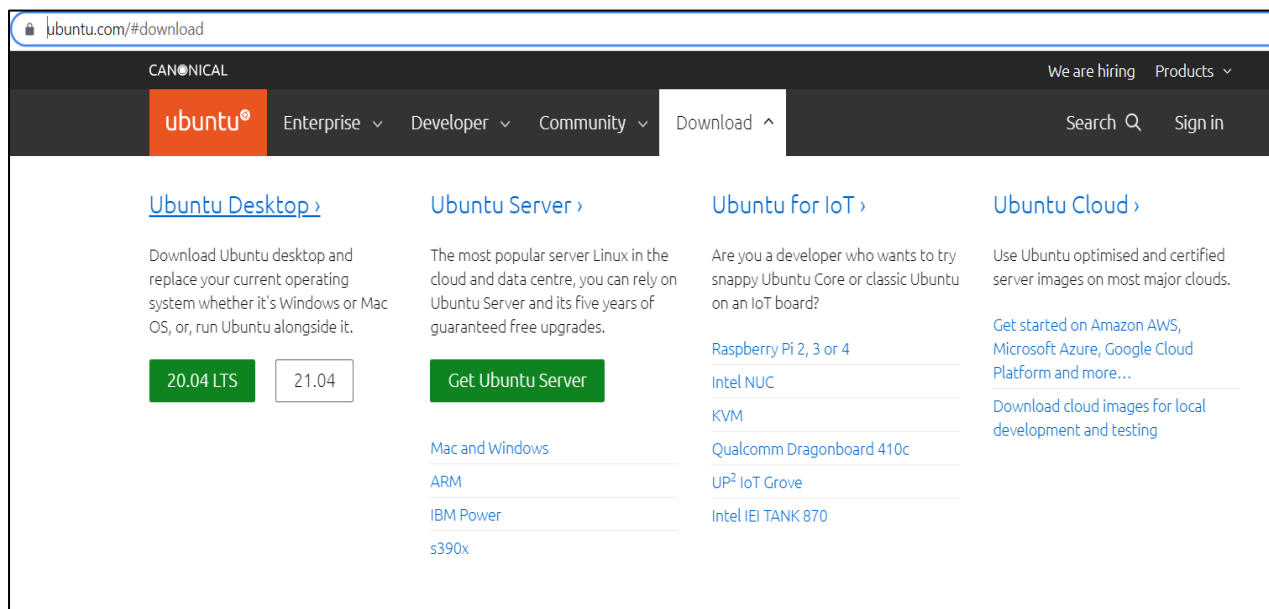 ubuntu.com/#download
CANONICAL
We are hiring Products
ubuntu Enterprise Developer Community Download Search Sign in
Ubuntu Desktop ›
Download Ubuntu desktop and
replace your current operating
system whether it's Windows or Mac
OS, or, run Ubuntu alongside it.
20.04 LTS 21.04
Ubuntu Server ›
The most popular server Linux in the
cloud and data centre, you can rely on
Ubuntu Server and its five years of
guaranteed free upgrades.
Get Ubuntu Server
Mac and Windows
ARM
IBM Power
s390x
Ubuntu for IoT ›
Are you a developer who wants to try
snappy Ubuntu Core or classic Ubuntu
on an IoT board?
Raspberry Pi 2, 3 or 4
Intel NUC
KVM
Qualcomm Dragonboard 410c
UP² IoT Grove
Intel IEI TANK 870
Ubuntu Cloud ›
Use Ubuntu optimised and certified
server images on most major clouds.
Get started on Amazon AWS,
Microsoft Azure, Google Cloud
Platform and more…
Download cloud images for local
development and testing